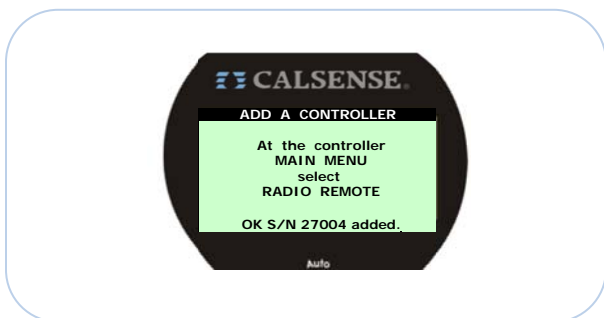 CALSENSE®
ADD A CONTROLLER
At the controller
MAIN MENU
select
RADIO REMOTE
OK S/N 27004 added.
Auto